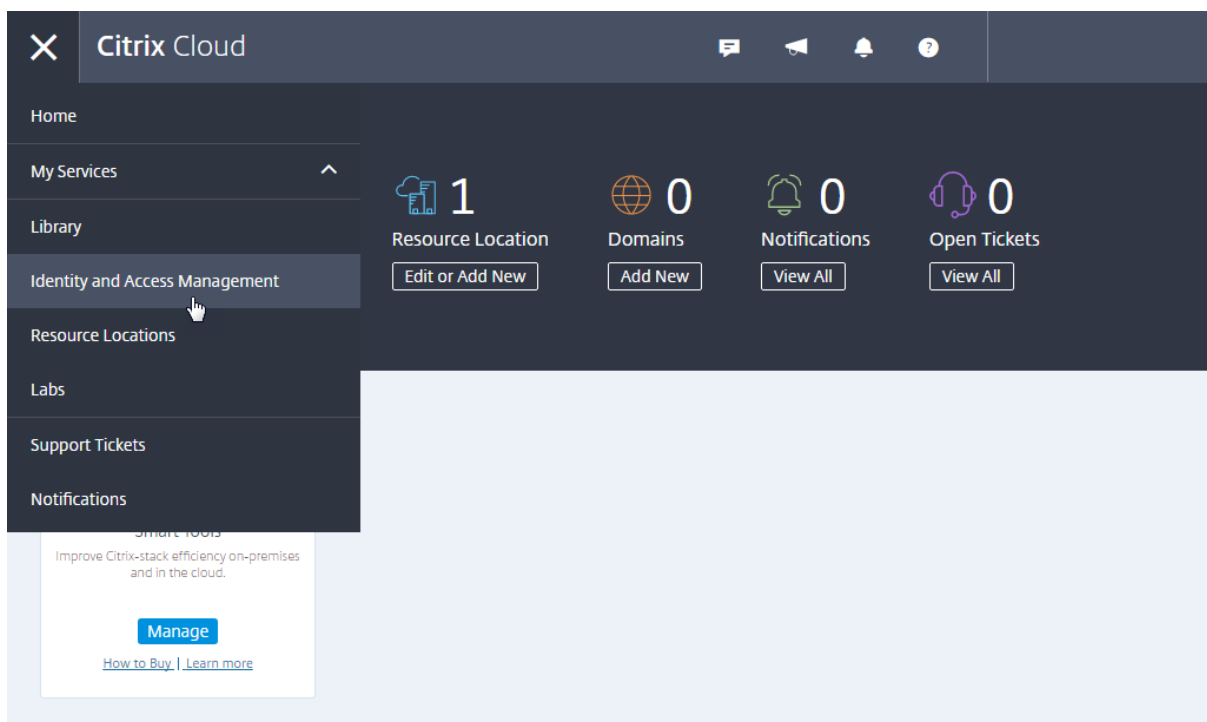 Citrix Cloud
?
Home
My Services
Library
Identity and Access Management
Resource Locations
Labs
Support Tickets
Notifications
1
Resource Location
Edit or Add New
0
Domains
Add New
0
Notifications
View All
0
Open Tickets
View All
Smart Tools
Improve Citrix-stack efficiency on-premises
and in the cloud.
Manage
How to Buy | Learn more